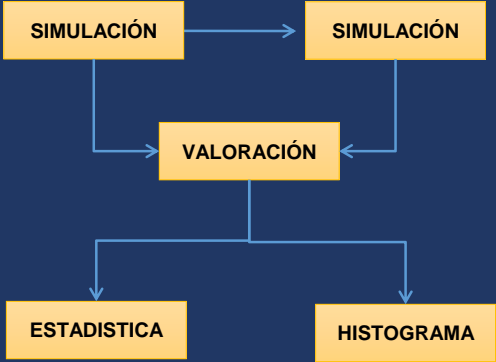 SIMULACIÓN
SIMULACIÓN
VALORACIÓN
ESTADISTICA
HISTOGRAMA